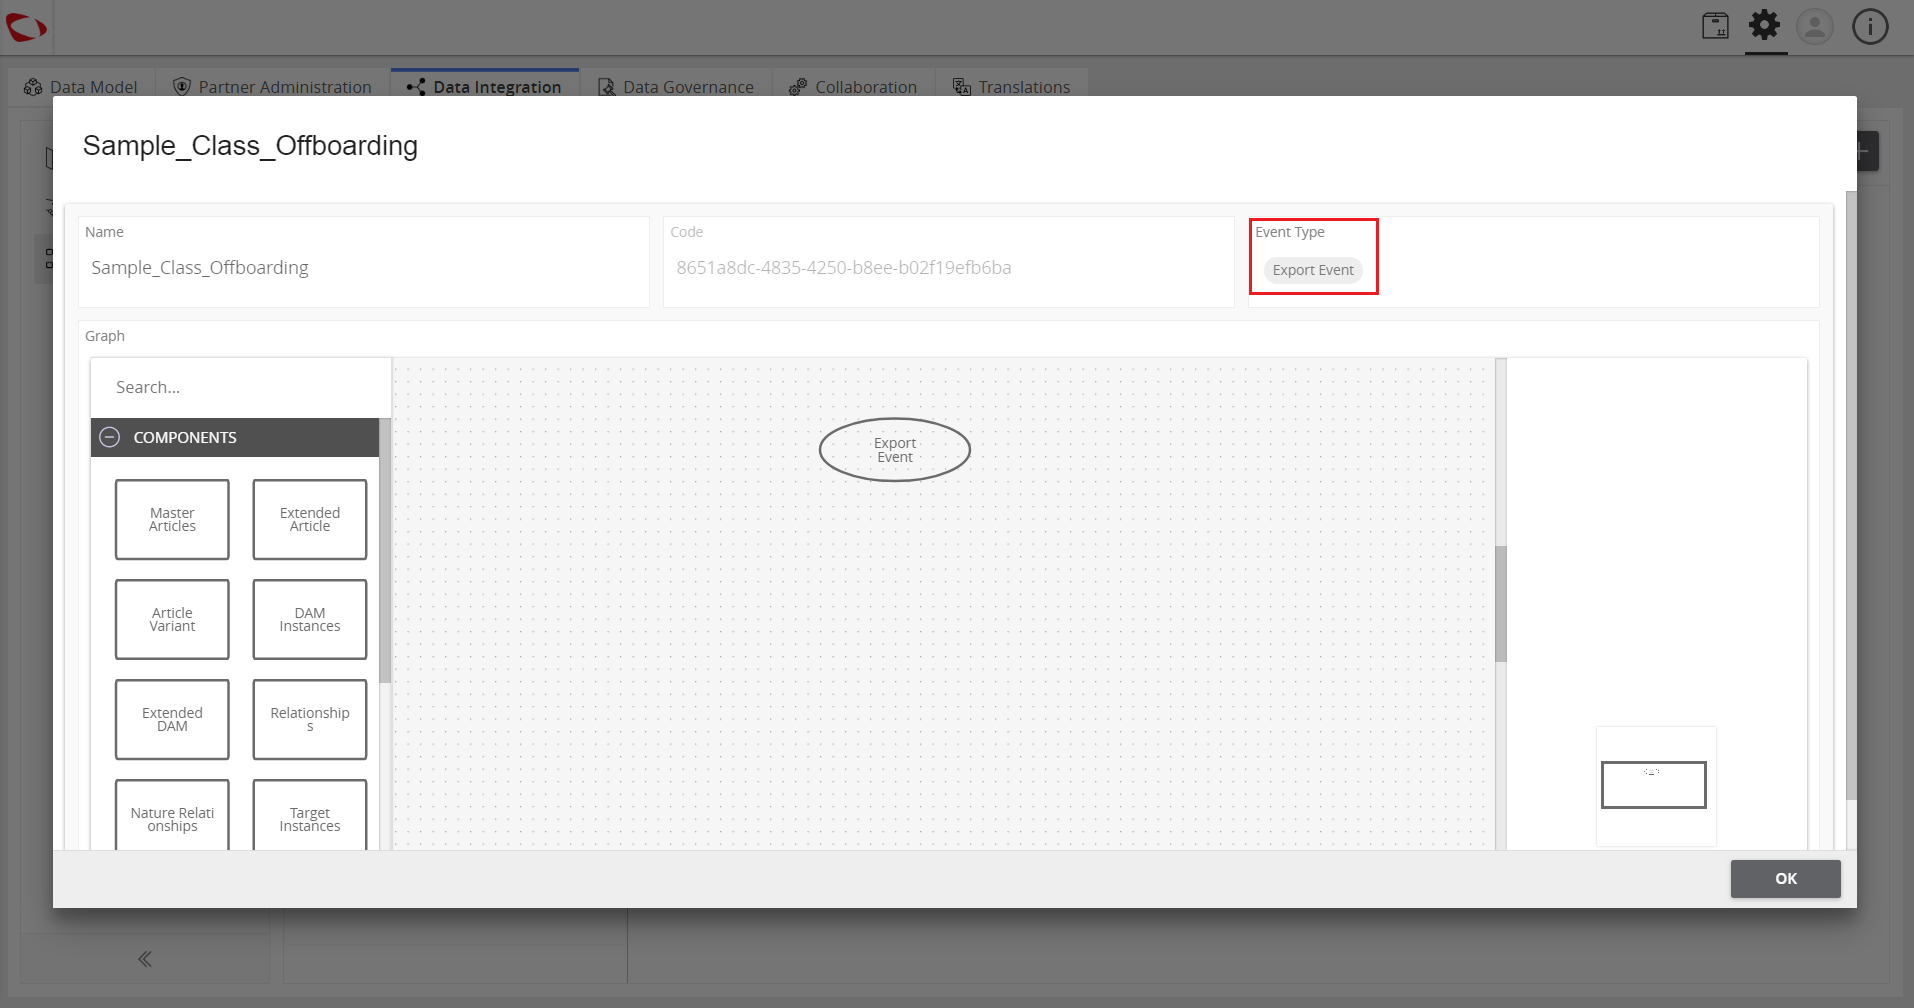 Data Model
Partner Administration
Data Integration
Data Governance
Collaboration
Translations
Sample_Class_Offboarding
Name
Sample_Class_Offboarding
Code
8651a8dc-4835-4250-b8ee-b02f19efb6ba
Event Type
Export Event
Graph
Search...
COMPONENTS
Master
Articles
Extended
Article
Article
Variant
DAM
Instances
Extended
DAM
Relationship
s
Nature Relati
onships
Target
Instances
Export
Event
OK